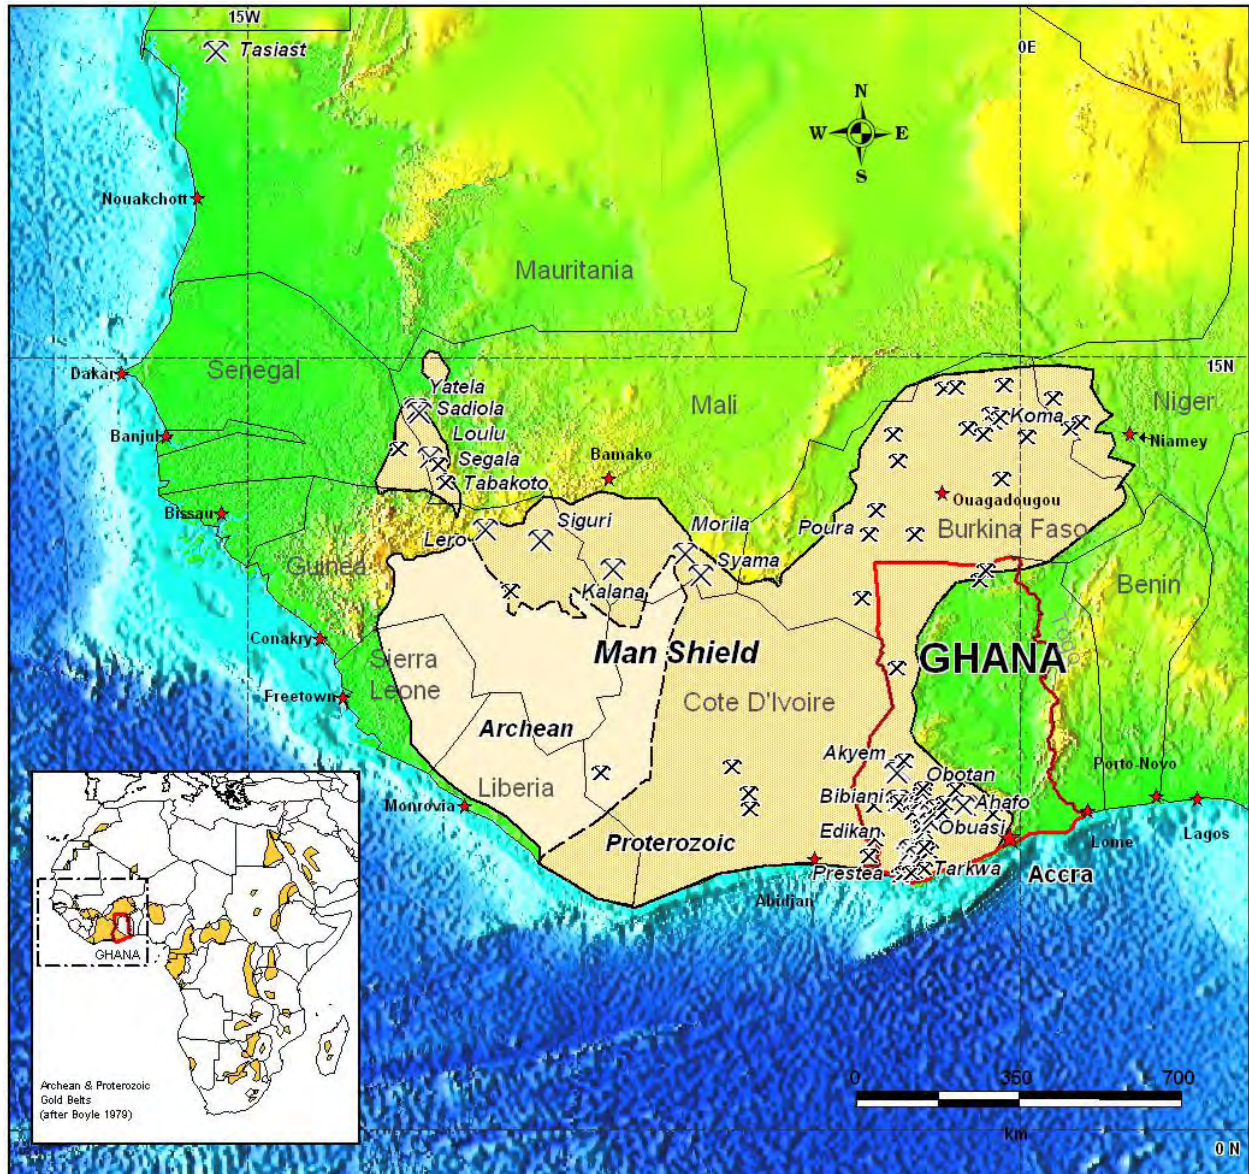 15W
0E
Tasiast
N
W E
S
Nouakchott
Mauritania
15N
Senegal
Dakar
Mali
Niger
Yatela
Sadiola
Loulu
Segala
Tabakoto
Koma
Niamey
Banjul
Bamako
Ouagadougou
Bissau
Siguri
Morila
Poura
Burkina Faso
Lero
Syama
Guinea
Kalana
Benin
Togo
Conakry
Man Shield
GHANA
Sierra
Leone
Freetown
Cote D'Ivoire
Archean
Akyem
Obotan
Porto-Novo
Liberia
Monrovia
Bibiani
Ahafo
Edikan
Obuasi
Lome
Lagos
Proterozoic
Prestea
Tarkwa
Accra
Abidjan
GHANA
Archean & Proterozoic
Gold Belts
(after Boyle 1979)
0 350 700
km
0 N